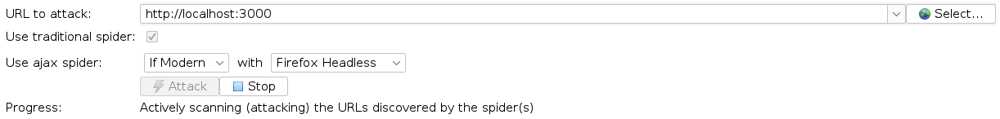 URL to attack: http://localhost:3000 Select...
Use traditional spider:
Use ajax spider: If Modern with Firefox Headless
Attack Stop
Progress: Actively scanning (attacking) the URLs discovered by the spider(s)